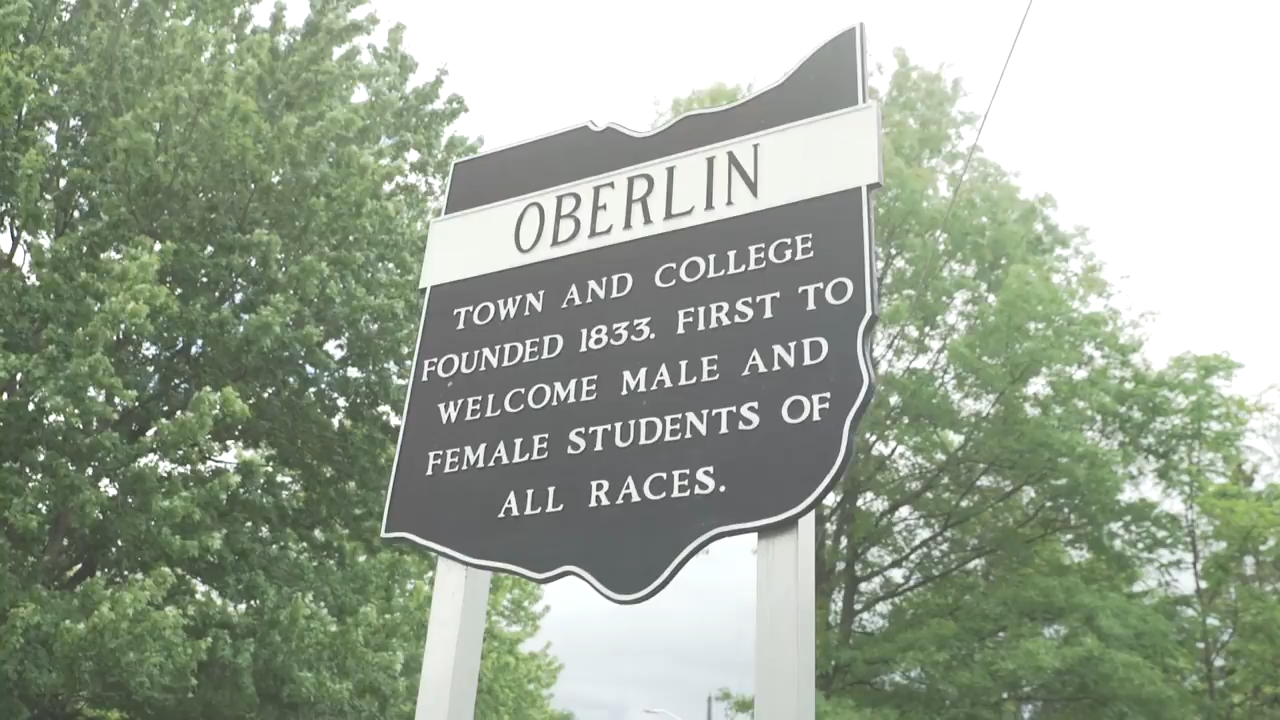 OBERLIN
TOWN AND COLLEGE
FOUNDED 1833. FIRST TO
WELCOME MALE AND
FEMALE STUDENTS OF
ALL RACES.